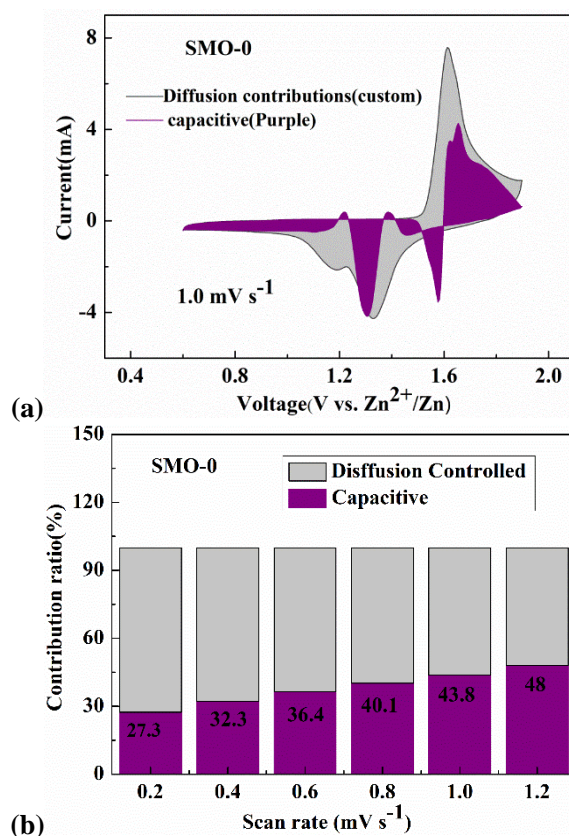 (a)
SMO-0
Diffusion contributions(custom)
capacitive(Purple)
1.0 mV s-1
Current(mA)
8
4
0
-4
0.4 0.8 1.2 1.6 2.0
Voltage(V vs. Zn2+/Zn)
(b)
SMO-0
Disffusion Controlled
Capacitive
Contribution ratio(%)
150
120
90
60
30
0
27.3 32.3 36.4 40.1 43.8 48
0.2 0.4 0.6 0.8 1.0 1.2
Scan rate (mV s-1)